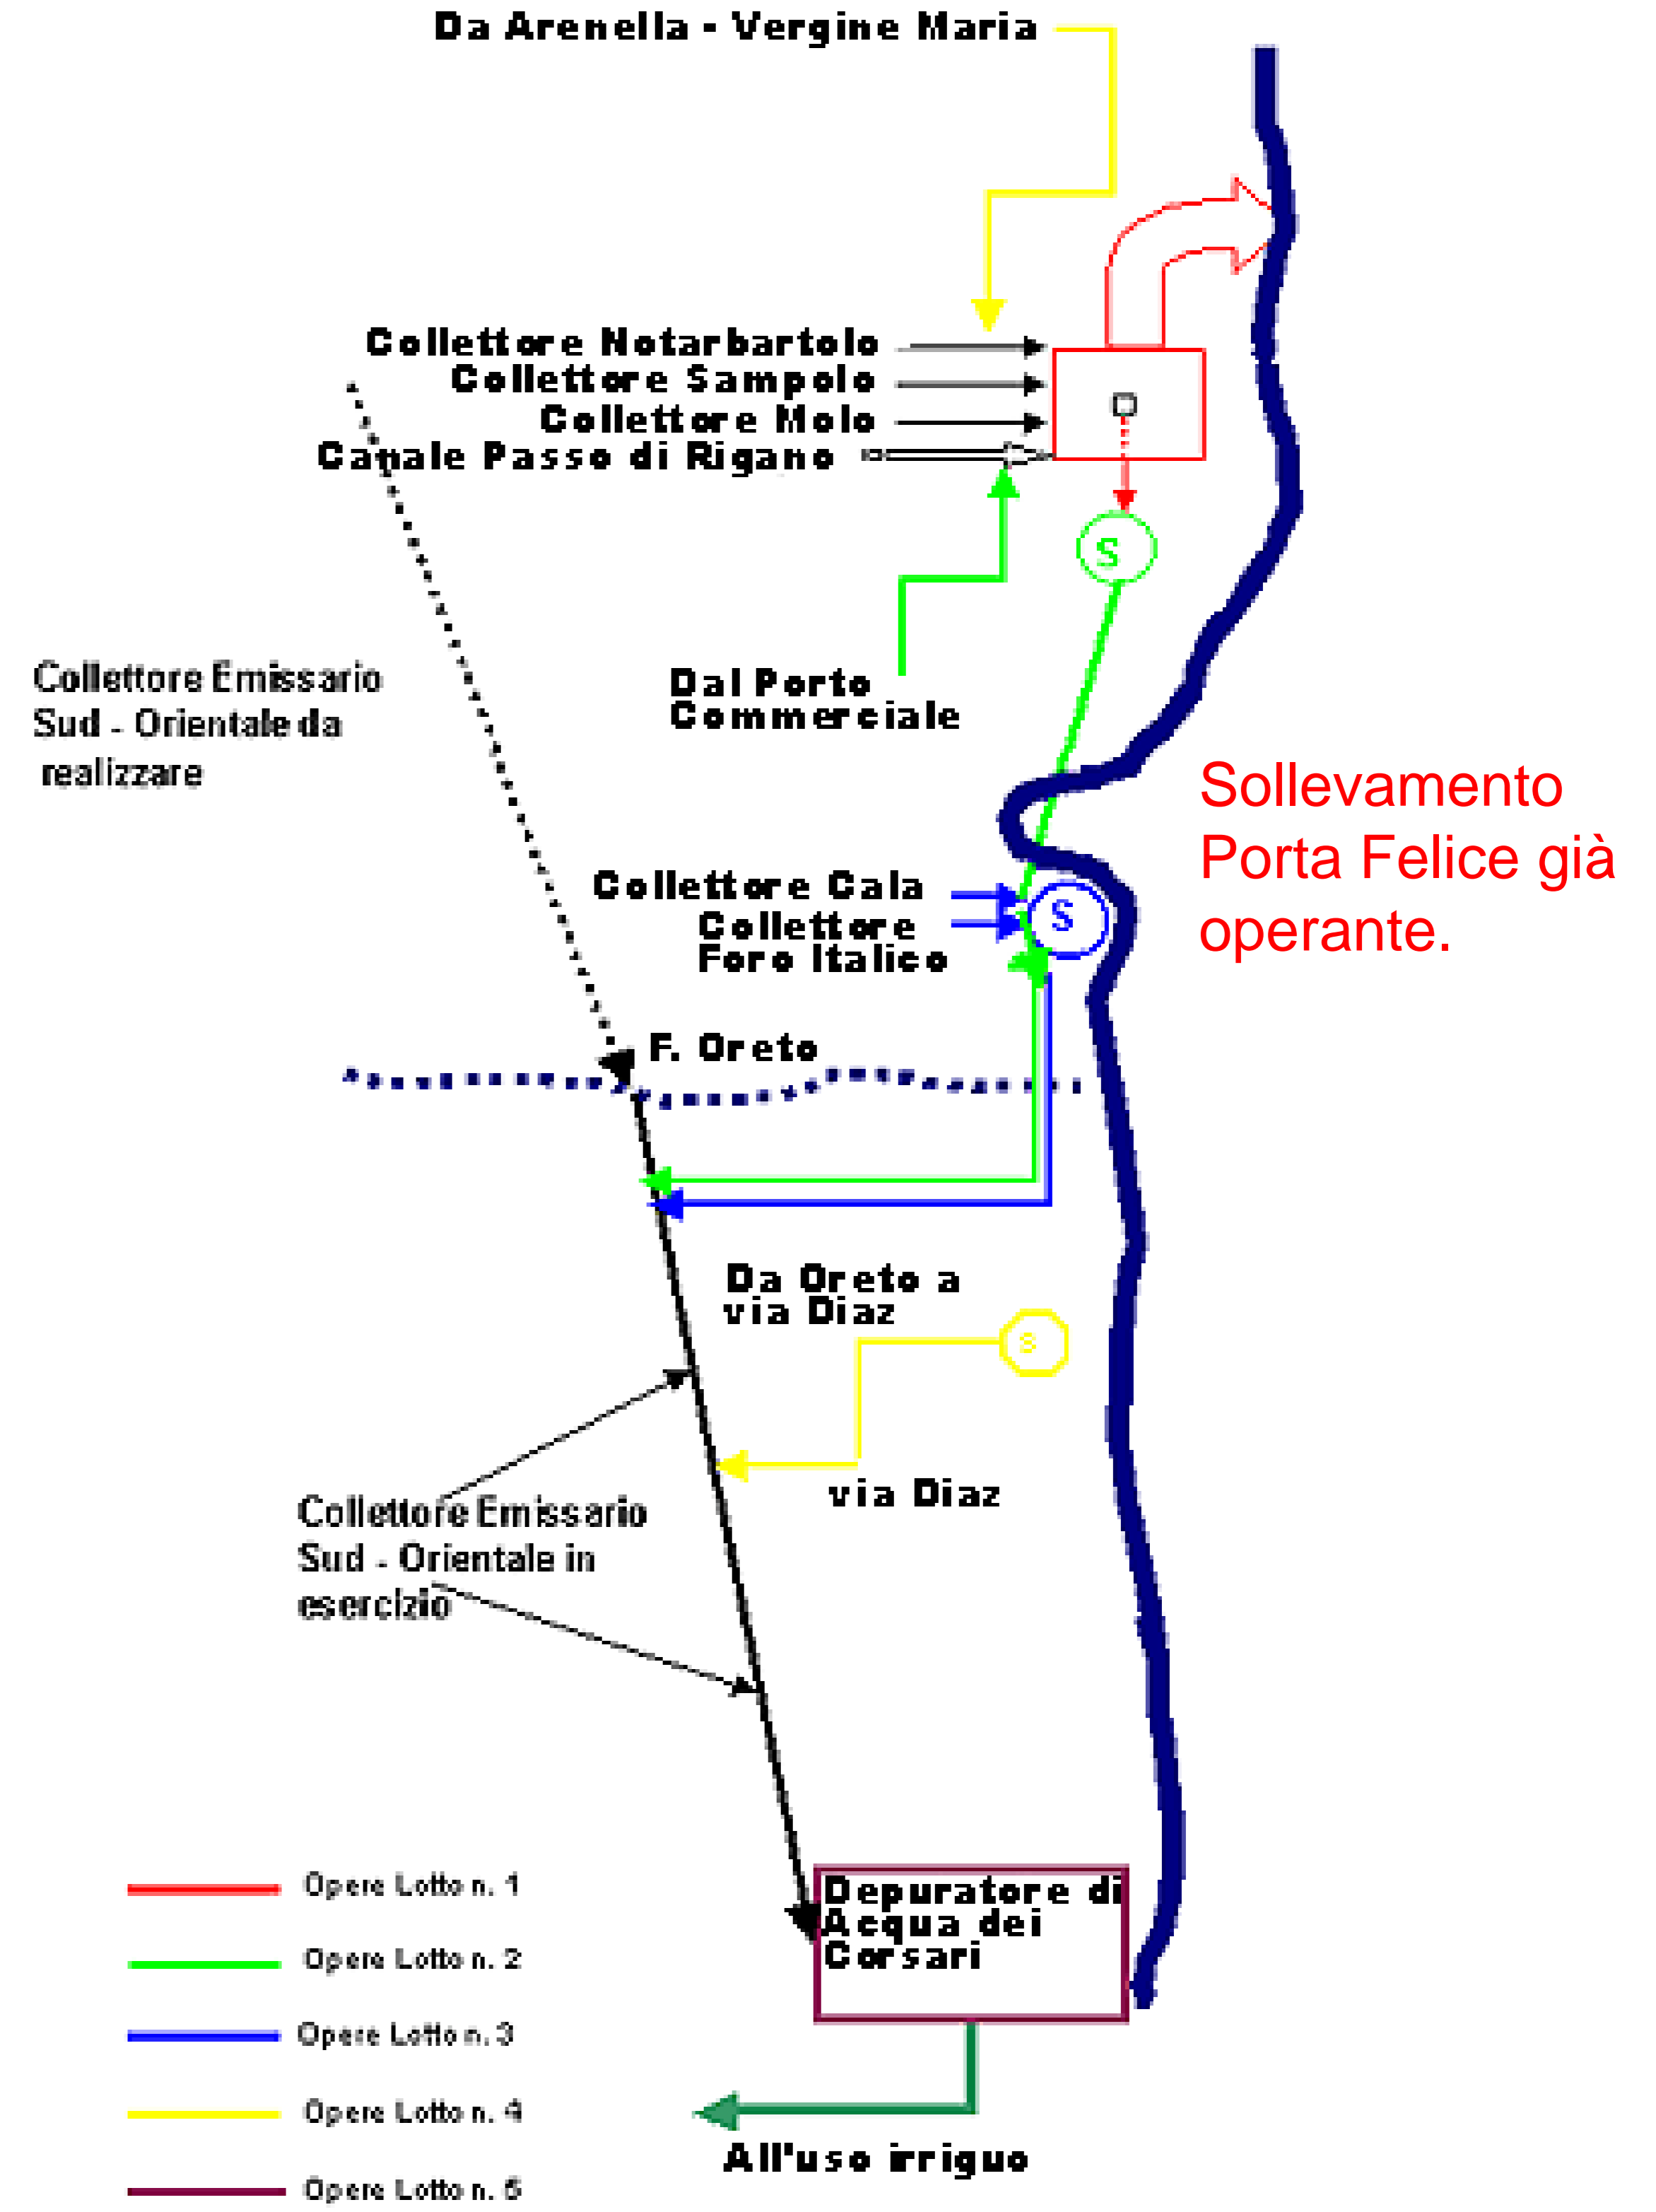 Da Arenella - Vergine Maria
Collettore Notarbartolo
Collettore Sampolo
Collettore Molo
Canale Passo di Rigano
S
Collettore Emissario
Sud - Orientale da
realizzare
Dal Porto
Commerciale
Sollevamento
Porta Felice già
operante.
Collettore Cala
Collettore
Foro Italico
S
F. Oreto
Da Oreto a
via Diaz
s
via Diaz
Collettore Emissario
Sud - Orientale in
esercizio
Depuratore di
Acqua dei
Corsari
All'uso irriguo
Opere Lotto n. 1
Opere Lotto n. 2
Opere Lotto n. 3
Opere Lotto n. 4
Opere Lotto n. 5